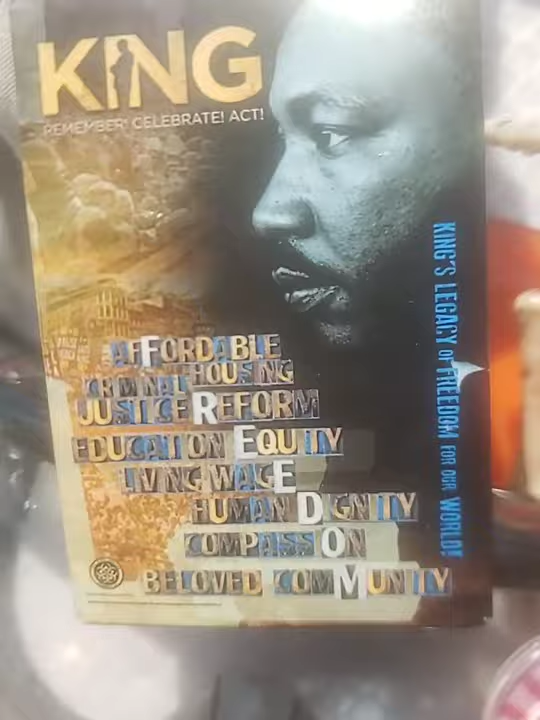 KING
REMEMBER! CELEBRATE! ACT!
AFFORDABLE
HOUSING
CRIMINAL
JUSTICE REFORM
EDUCATION EQUITY
LIVING WAGE
HUMAN DIGNITY
COMPASSION
BELOVED COMMUNITY
KING'S LEGACY OF FREEDOM FOR OUR WORLD!